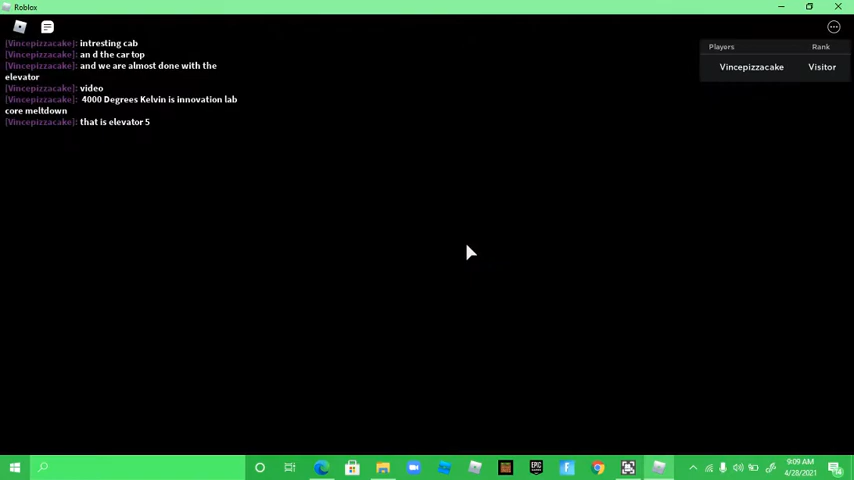 Roblox
[Vincepizzacake]: intresting cab
[Vincepizzacake]: an d the car top
[Vincepizzacake]: and we are almost done with the
elevator
[Vincepizzacake]: video
[Vincepizzacake]: 4000 Degrees Kelvin is innovation lab
core meltdown
[Vincepizzacake]: that is elevator 5
Players Rank
Vincepizzacake Visitor
EPIC
GAMES
9:09 AM
4/28/2021